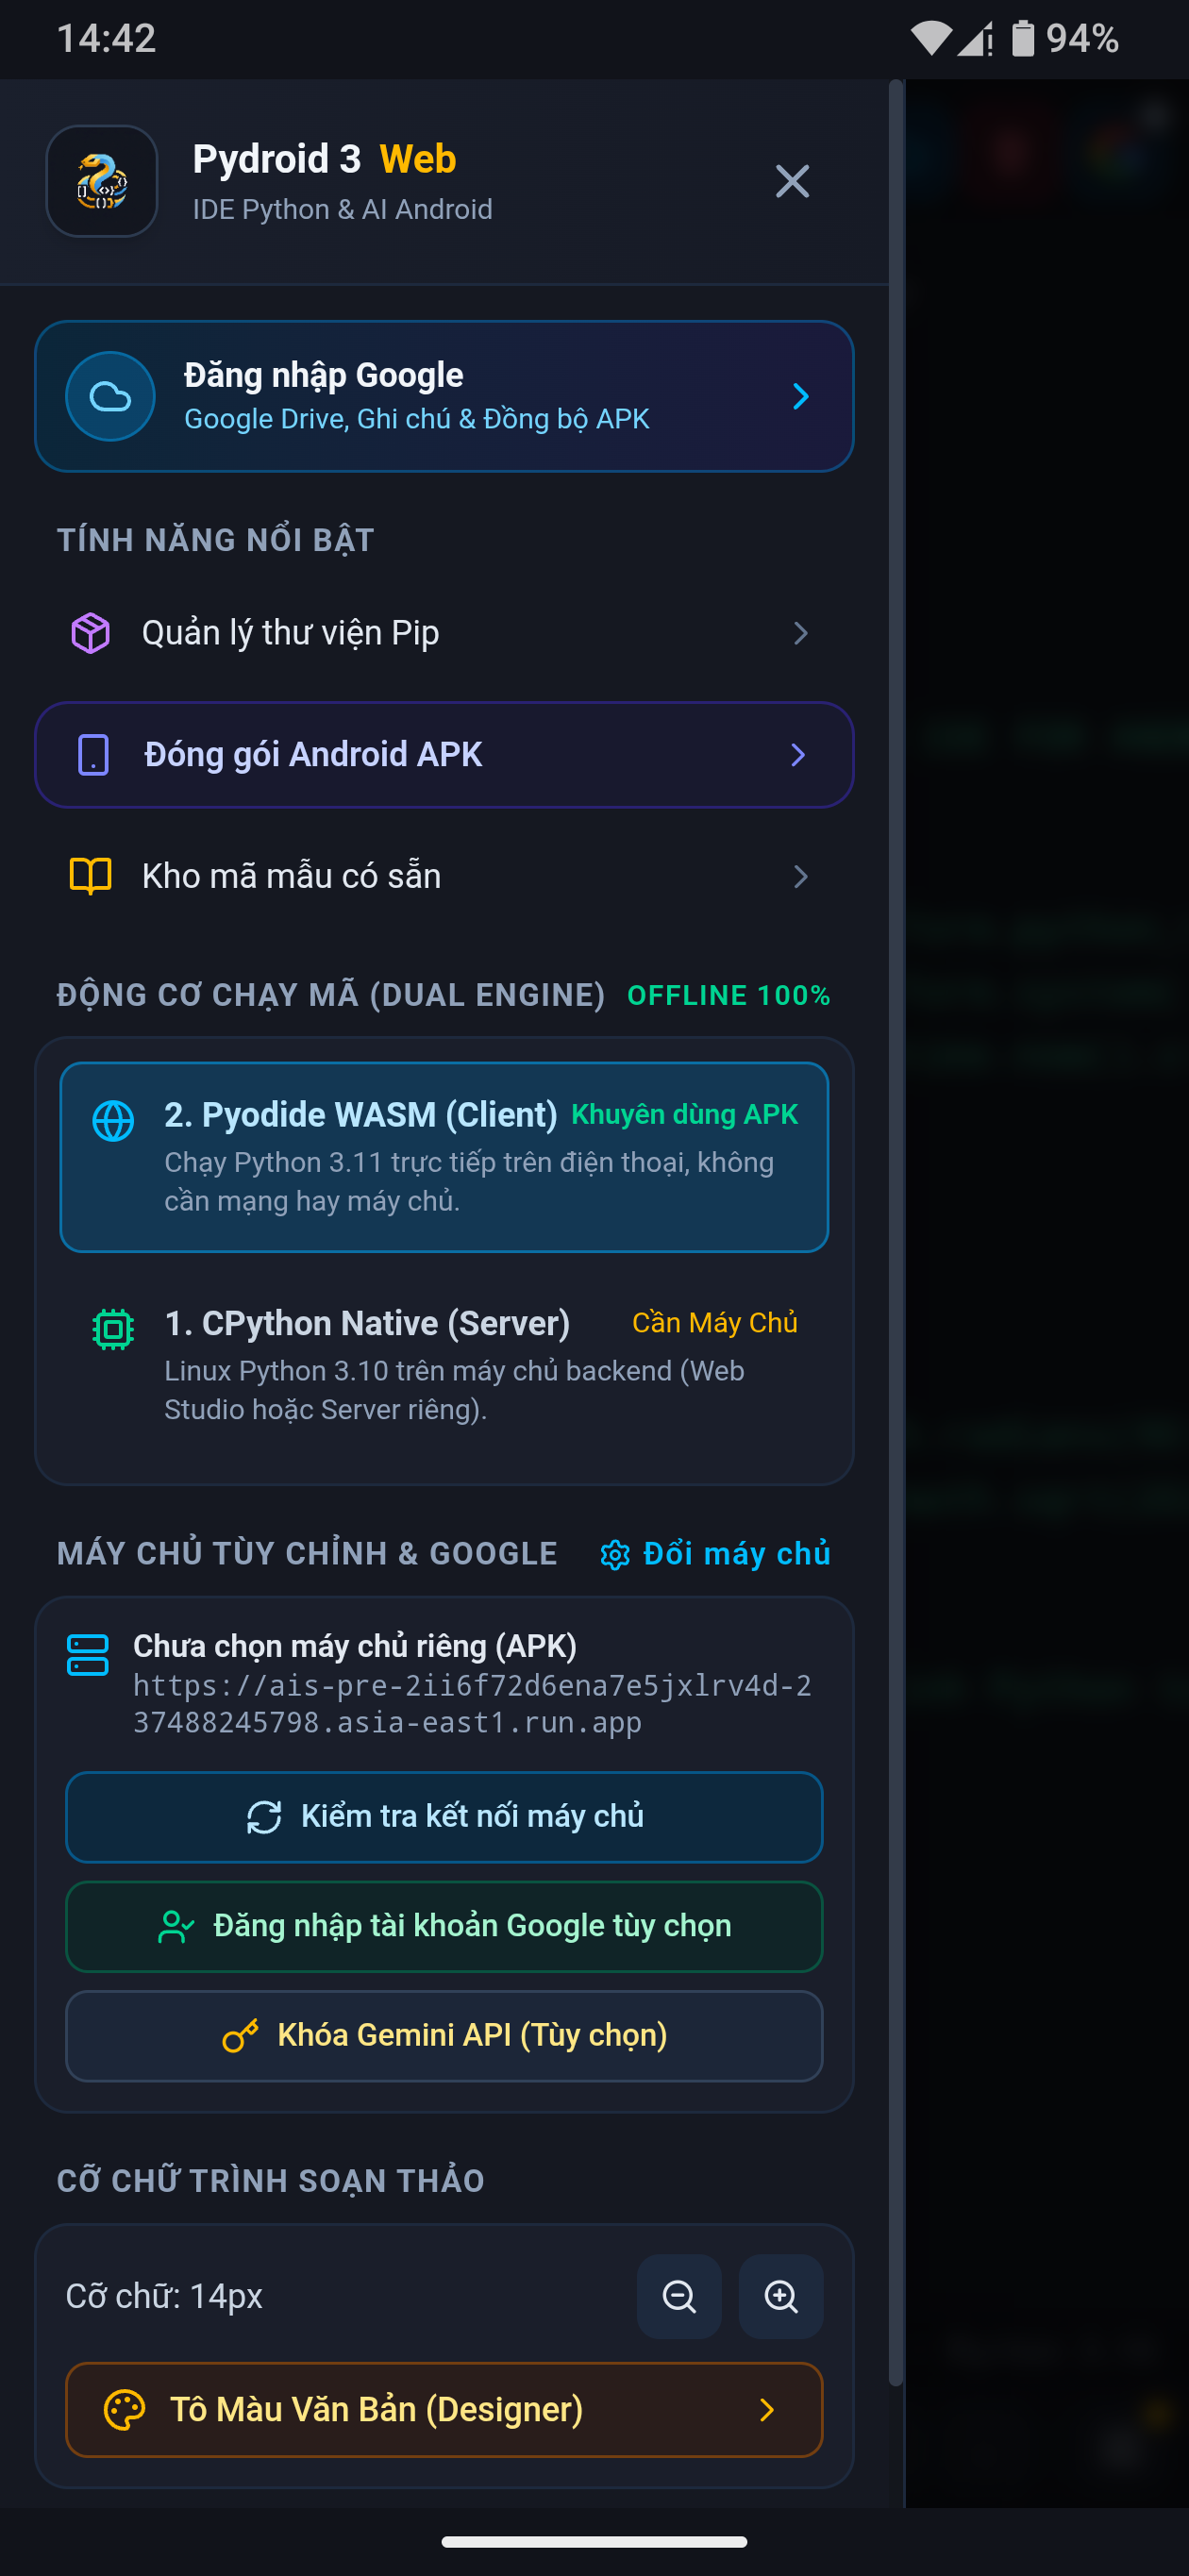 14:42
94%
Pydroid 3 Web
IDE Python & AI Android
Đăng nhập Google
Google Drive, Ghi chú & Đồng bộ APK
TÍNH NĂNG NỔI BẬT
Quản lý thư viện Pip
Đóng gói Android APK
Kho mã mẫu có sẵn
ĐỘNG CƠ CHẠY MÃ (DUAL ENGINE) OFFLINE 100%
2. Pyodide WASM (Client) Khuyên dùng APK
Chạy Python 3.11 trực tiếp trên điện thoại, không
cần mạng hay máy chủ.
1. CPython Native (Server) Cần Máy Chủ
Linux Python 3.10 trên máy chủ backend (Web
Studio hoặc Server riêng).
MÁY CHỦ TÙY CHỈNH & GOOGLE Đổi máy chủ
Chưa chọn máy chủ riêng (APK)
https://ais-pre-2ii6f72d6ena7e5jxlrv4d-2
37488245798.asia-east1.run.app
Kiểm tra kết nối máy chủ
Đăng nhập tài khoản Google tùy chọn
Khóa Gemini API (Tùy chọn)
CỠ CHỮ TRÌNH SOẠN THẢO
Cỡ chữ: 14px
Tô Màu Văn Bản (Designer)